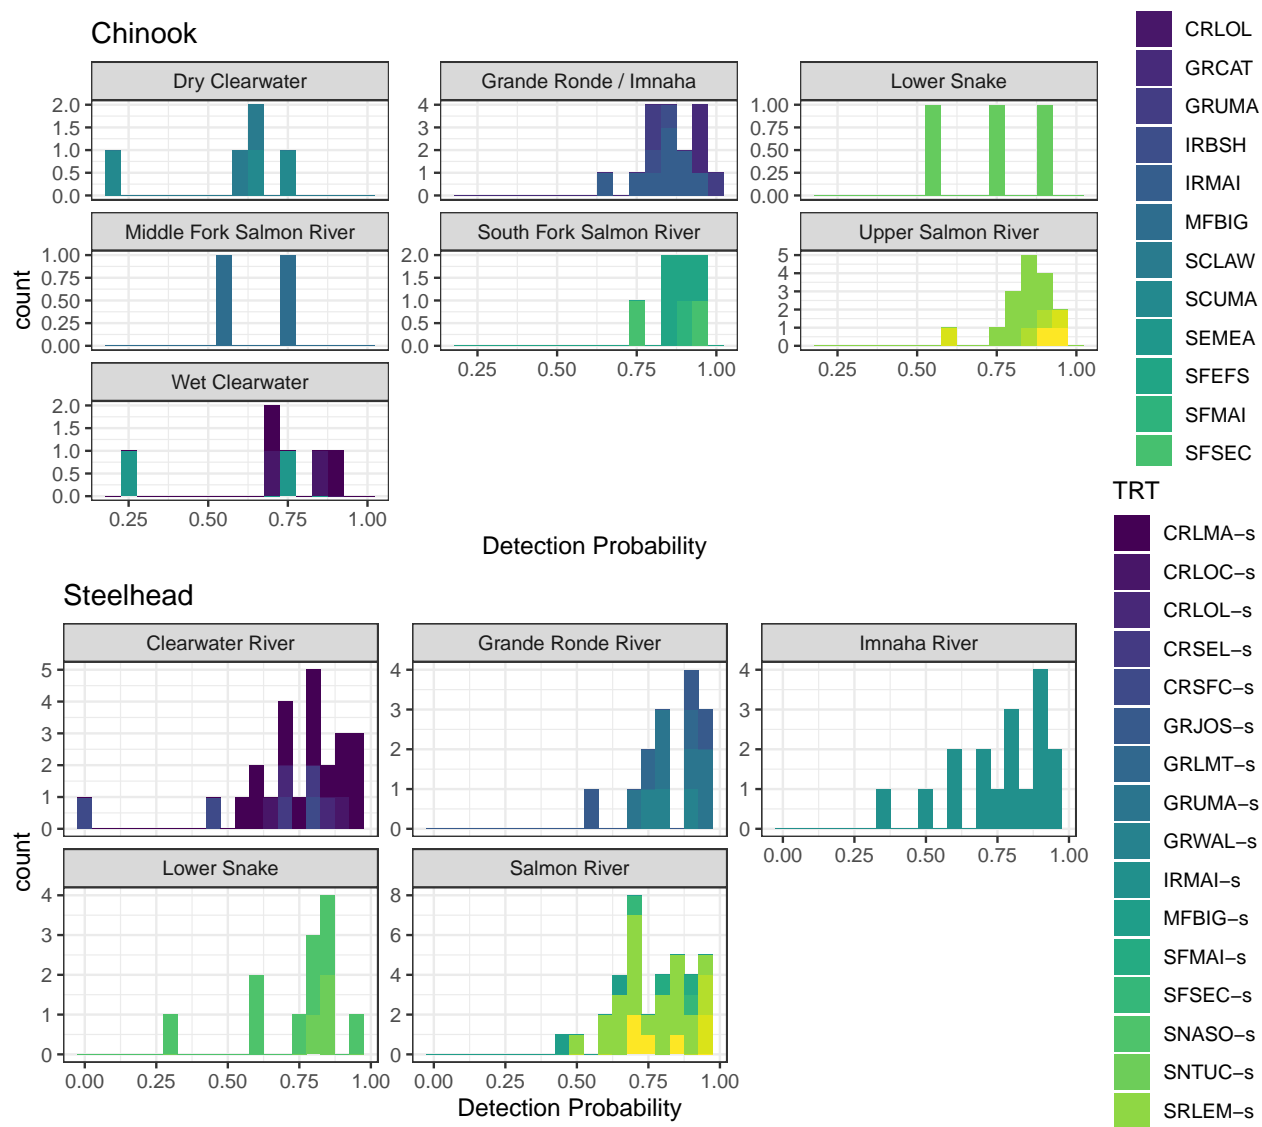 Chinook
Dry Clearwater
Grande Ronde / Imnaha
Lower Snake
2.0
1.5
1.0
0.5
0.0
4
3
2
1
0
1.00
0.75
0.50
0.25
0.00
Middle Fork Salmon River
South Fork Salmon River
Upper Salmon River
1.00
0.75
0.50
0.25
0.00
2.0
1.5
1.0
0.5
0.0
5
4
3
2
1
0
0.25 0.50 0.75 1.00
0.25 0.50 0.75 1.00
Wet Clearwater
2.0
1.5
1.0
0.5
0.0
0.25 0.50 0.75 1.00
count
Detection Probability
CRLOL
GRCAT
GRUMA
IRBSH
IRMAI
MFBIG
SCLAW
SCUMA
SEMEA
SFEFS
SFMAI
SFSEC
Steelhead
Clearwater River
Grande Ronde River
Imnaha River
5
4
3
2
1
0
4
3
2
1
0
4
3
2
1
0
0.00 0.25 0.50 0.75 1.00
Lower Snake
Salmon River
4
3
2
1
0
8
6
4
2
0
0.00 0.25 0.50 0.75 1.00
0.00 0.25 0.50 0.75 1.00
count
Detection Probability
TRT
CRLMA−s
CRLOC−s
CRLOL−s
CRSEL−s
CRSFC−s
GRJOS−s
GRLMT−s
GRUMA−s
GRWAL−s
IRMAI−s
MFBIG−s
SFMAI−s
SFSEC−s
SNASO−s
SNTUC−s
SRLEM−s